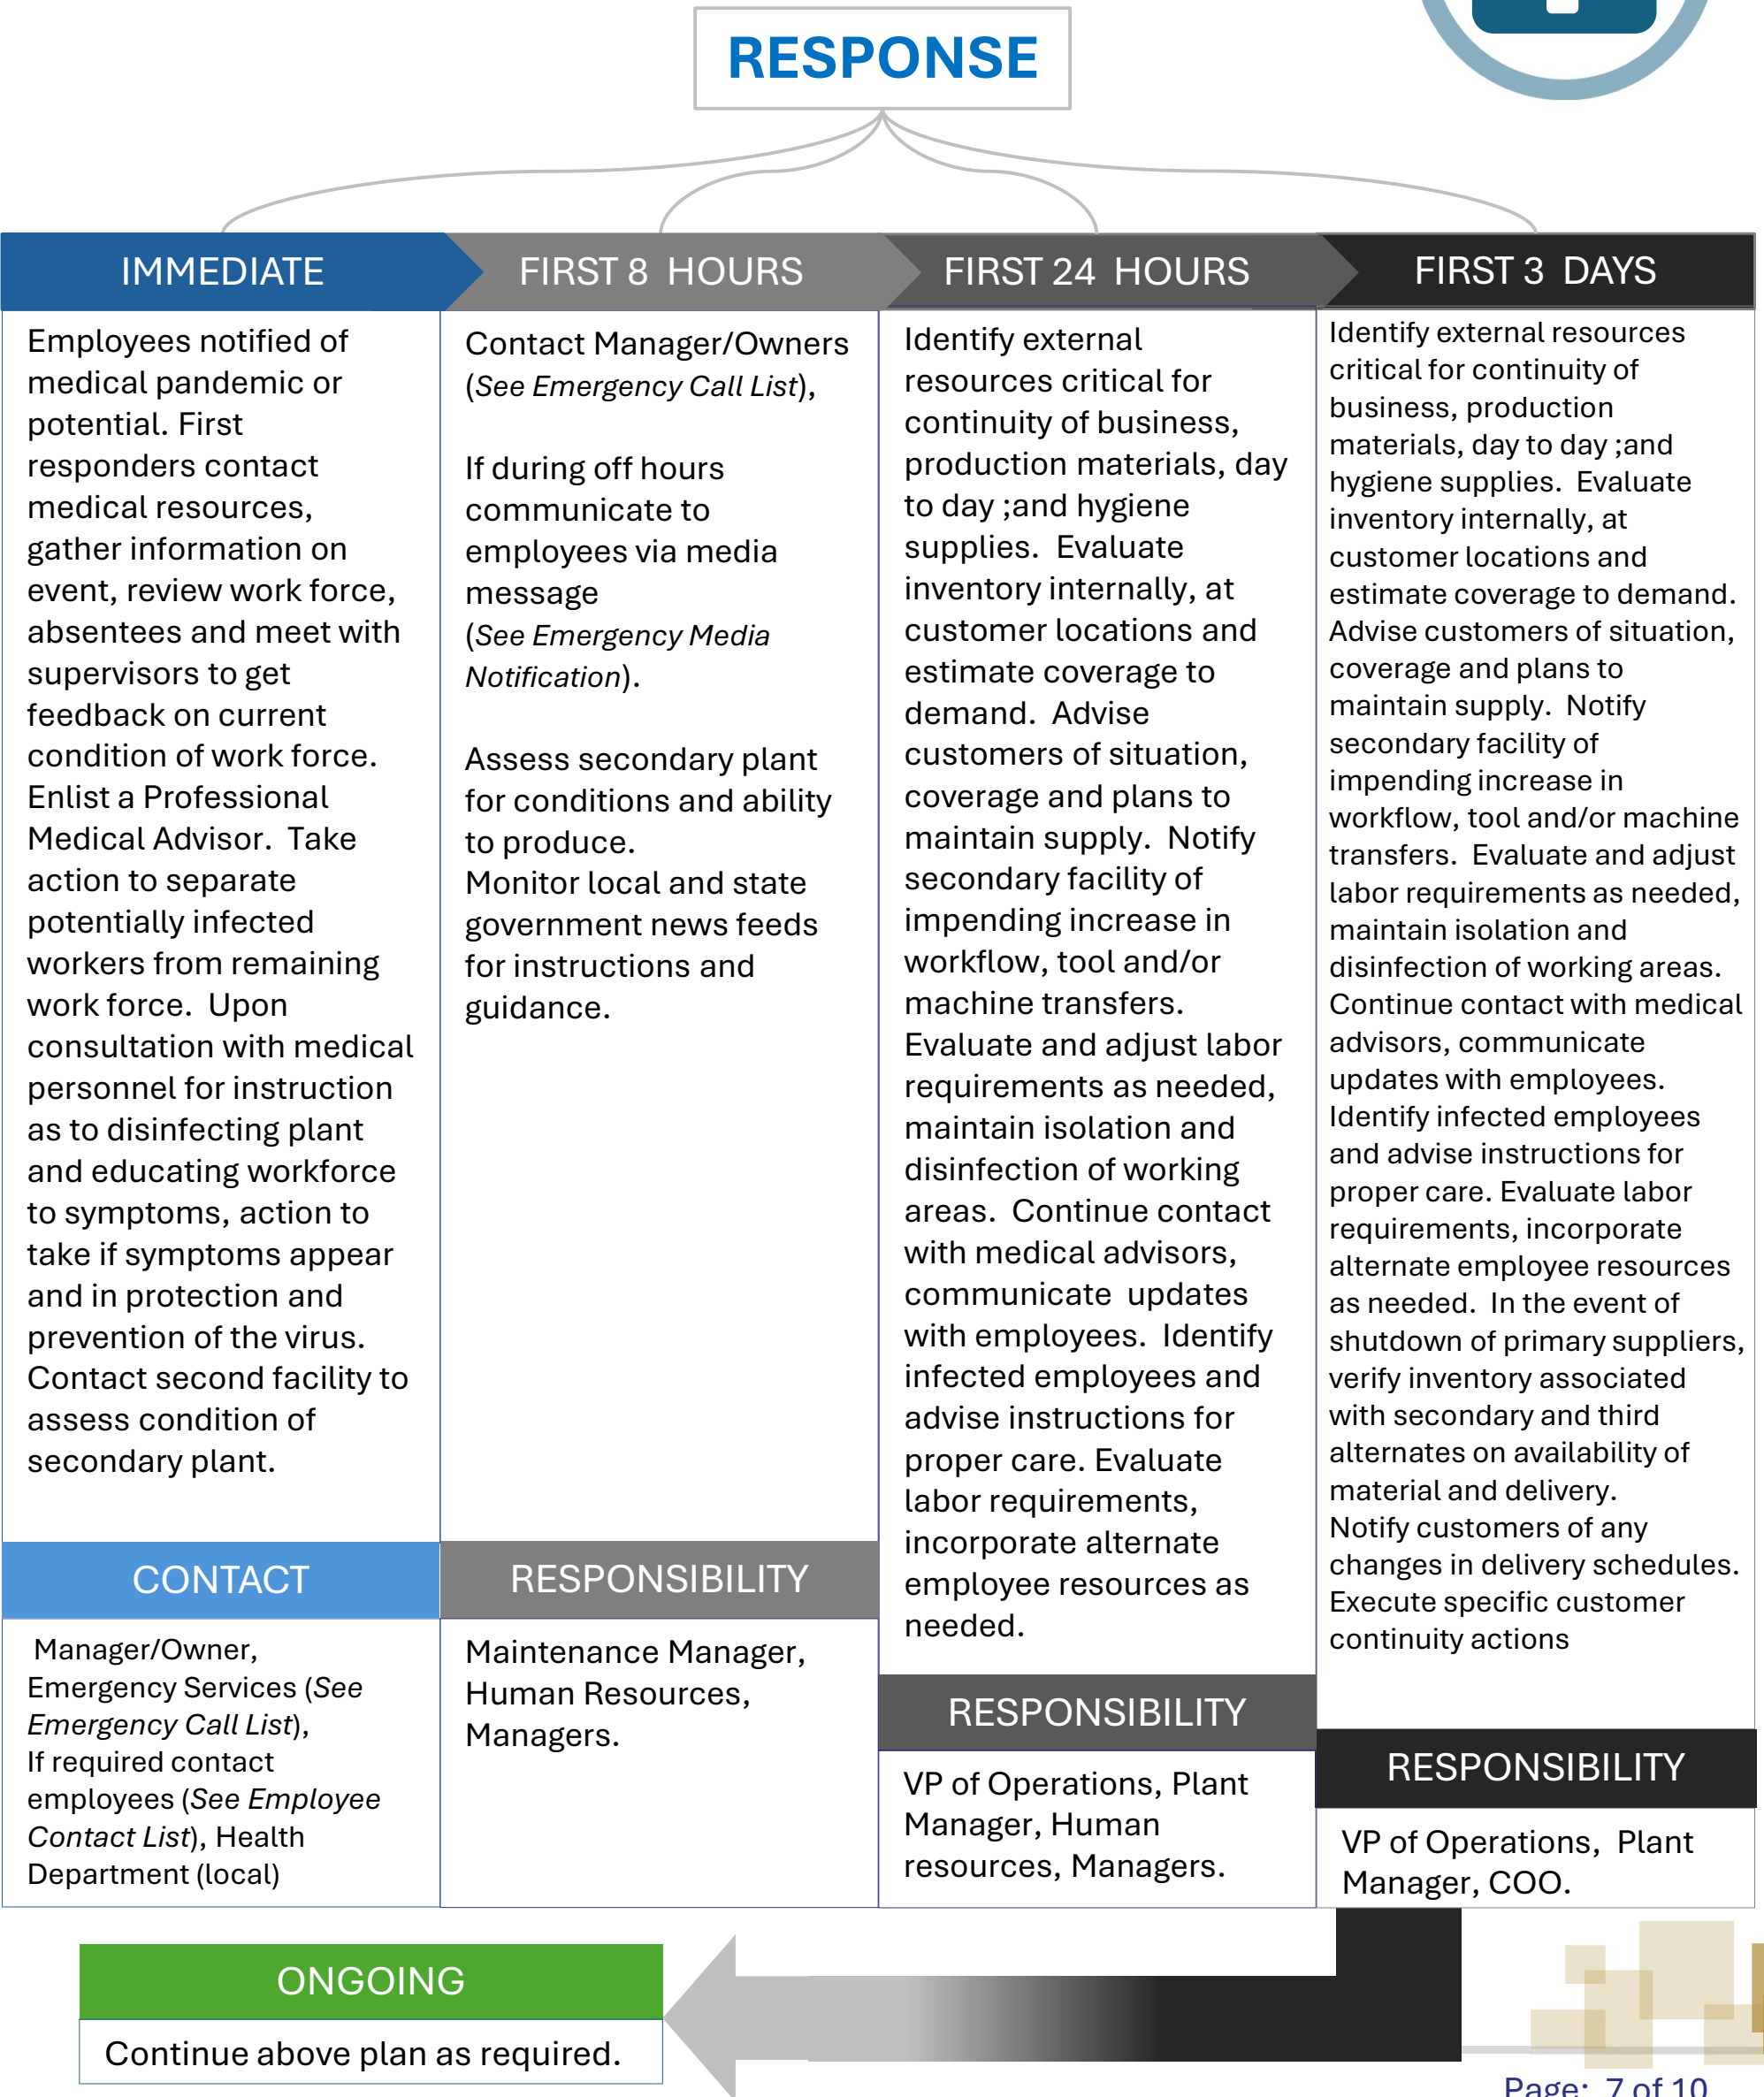 RESPONSE
IMMEDIATE
Employees notified of
medical pandemic or
potential. First
responders contact
medical resources,
gather information on
event, review work force,
absentees and meet with
supervisors to get
feedback on current
condition of work force.
Enlist a Professional
Medical Advisor.  Take
action to separate
potentially infected
workers from remaining
work force.  Upon
consultation with medical
personnel for instruction
as to disinfecting plant
and educating workforce
to symptoms, action to
take if symptoms appear
and in protection and
prevention of the virus.
Contact second facility to
assess condition of
secondary plant.
CONTACT
Manager/Owner,
Emergency Services (See
Emergency Call List),
If required contact
employees (See Employee
Contact List), Health
Department (local)
FIRST 8  HOURS
Contact Manager/Owners
(See Emergency Call List),
If during off hours
communicate to
employees via media
message
(See Emergency Media
Notification).
Assess secondary plant
for conditions and ability
to produce.
Monitor local and state
government news feeds
for instructions and
guidance.
RESPONSIBILITY
Maintenance Manager,
Human Resources,
Managers.
FIRST 24  HOURS
Identify external
resources critical for
continuity of business,
production materials, day
to day ;and hygiene
supplies.  Evaluate
inventory internally, at
customer locations and
estimate coverage to
demand.  Advise
customers of situation,
coverage and plans to
maintain supply.  Notify
secondary facility of
impending increase in
workflow, tool and/or
machine transfers.
Evaluate and adjust labor
requirements as needed,
maintain isolation and
disinfection of working
areas.  Continue contact
with medical advisors,
communicate  updates
with employees.  Identify
infected employees and
advise instructions for
proper care. Evaluate
labor requirements,
incorporate alternate
employee resources as
needed.
RESPONSIBILITY
VP of Operations, Plant
Manager, Human
resources, Managers.
FIRST 3  DAYS
Identify external resources
critical for continuity of
business, production
materials, day to day ;and
hygiene supplies.  Evaluate
inventory internally, at
customer locations and
estimate coverage to demand.
Advise customers of situation,
coverage and plans to
maintain supply.  Notify
secondary facility of
impending increase in
workflow, tool and/or machine
transfers.  Evaluate and adjust
labor requirements as needed,
maintain isolation and
disinfection of working areas.
Continue contact with medical
advisors, communicate
updates with employees.
Identify infected employees
and advise instructions for
proper care. Evaluate labor
requirements, incorporate
alternate employee resources
as needed.  In the event of
shutdown of primary suppliers,
verify inventory associated
with secondary and third
alternates on availability of
material and delivery.
Notify customers of any
changes in delivery schedules.
Execute specific customer
continuity actions
RESPONSIBILITY
VP of Operations,  Plant
Manager, COO.
ONGOING
Continue above plan as required.
Page:  7 of 10